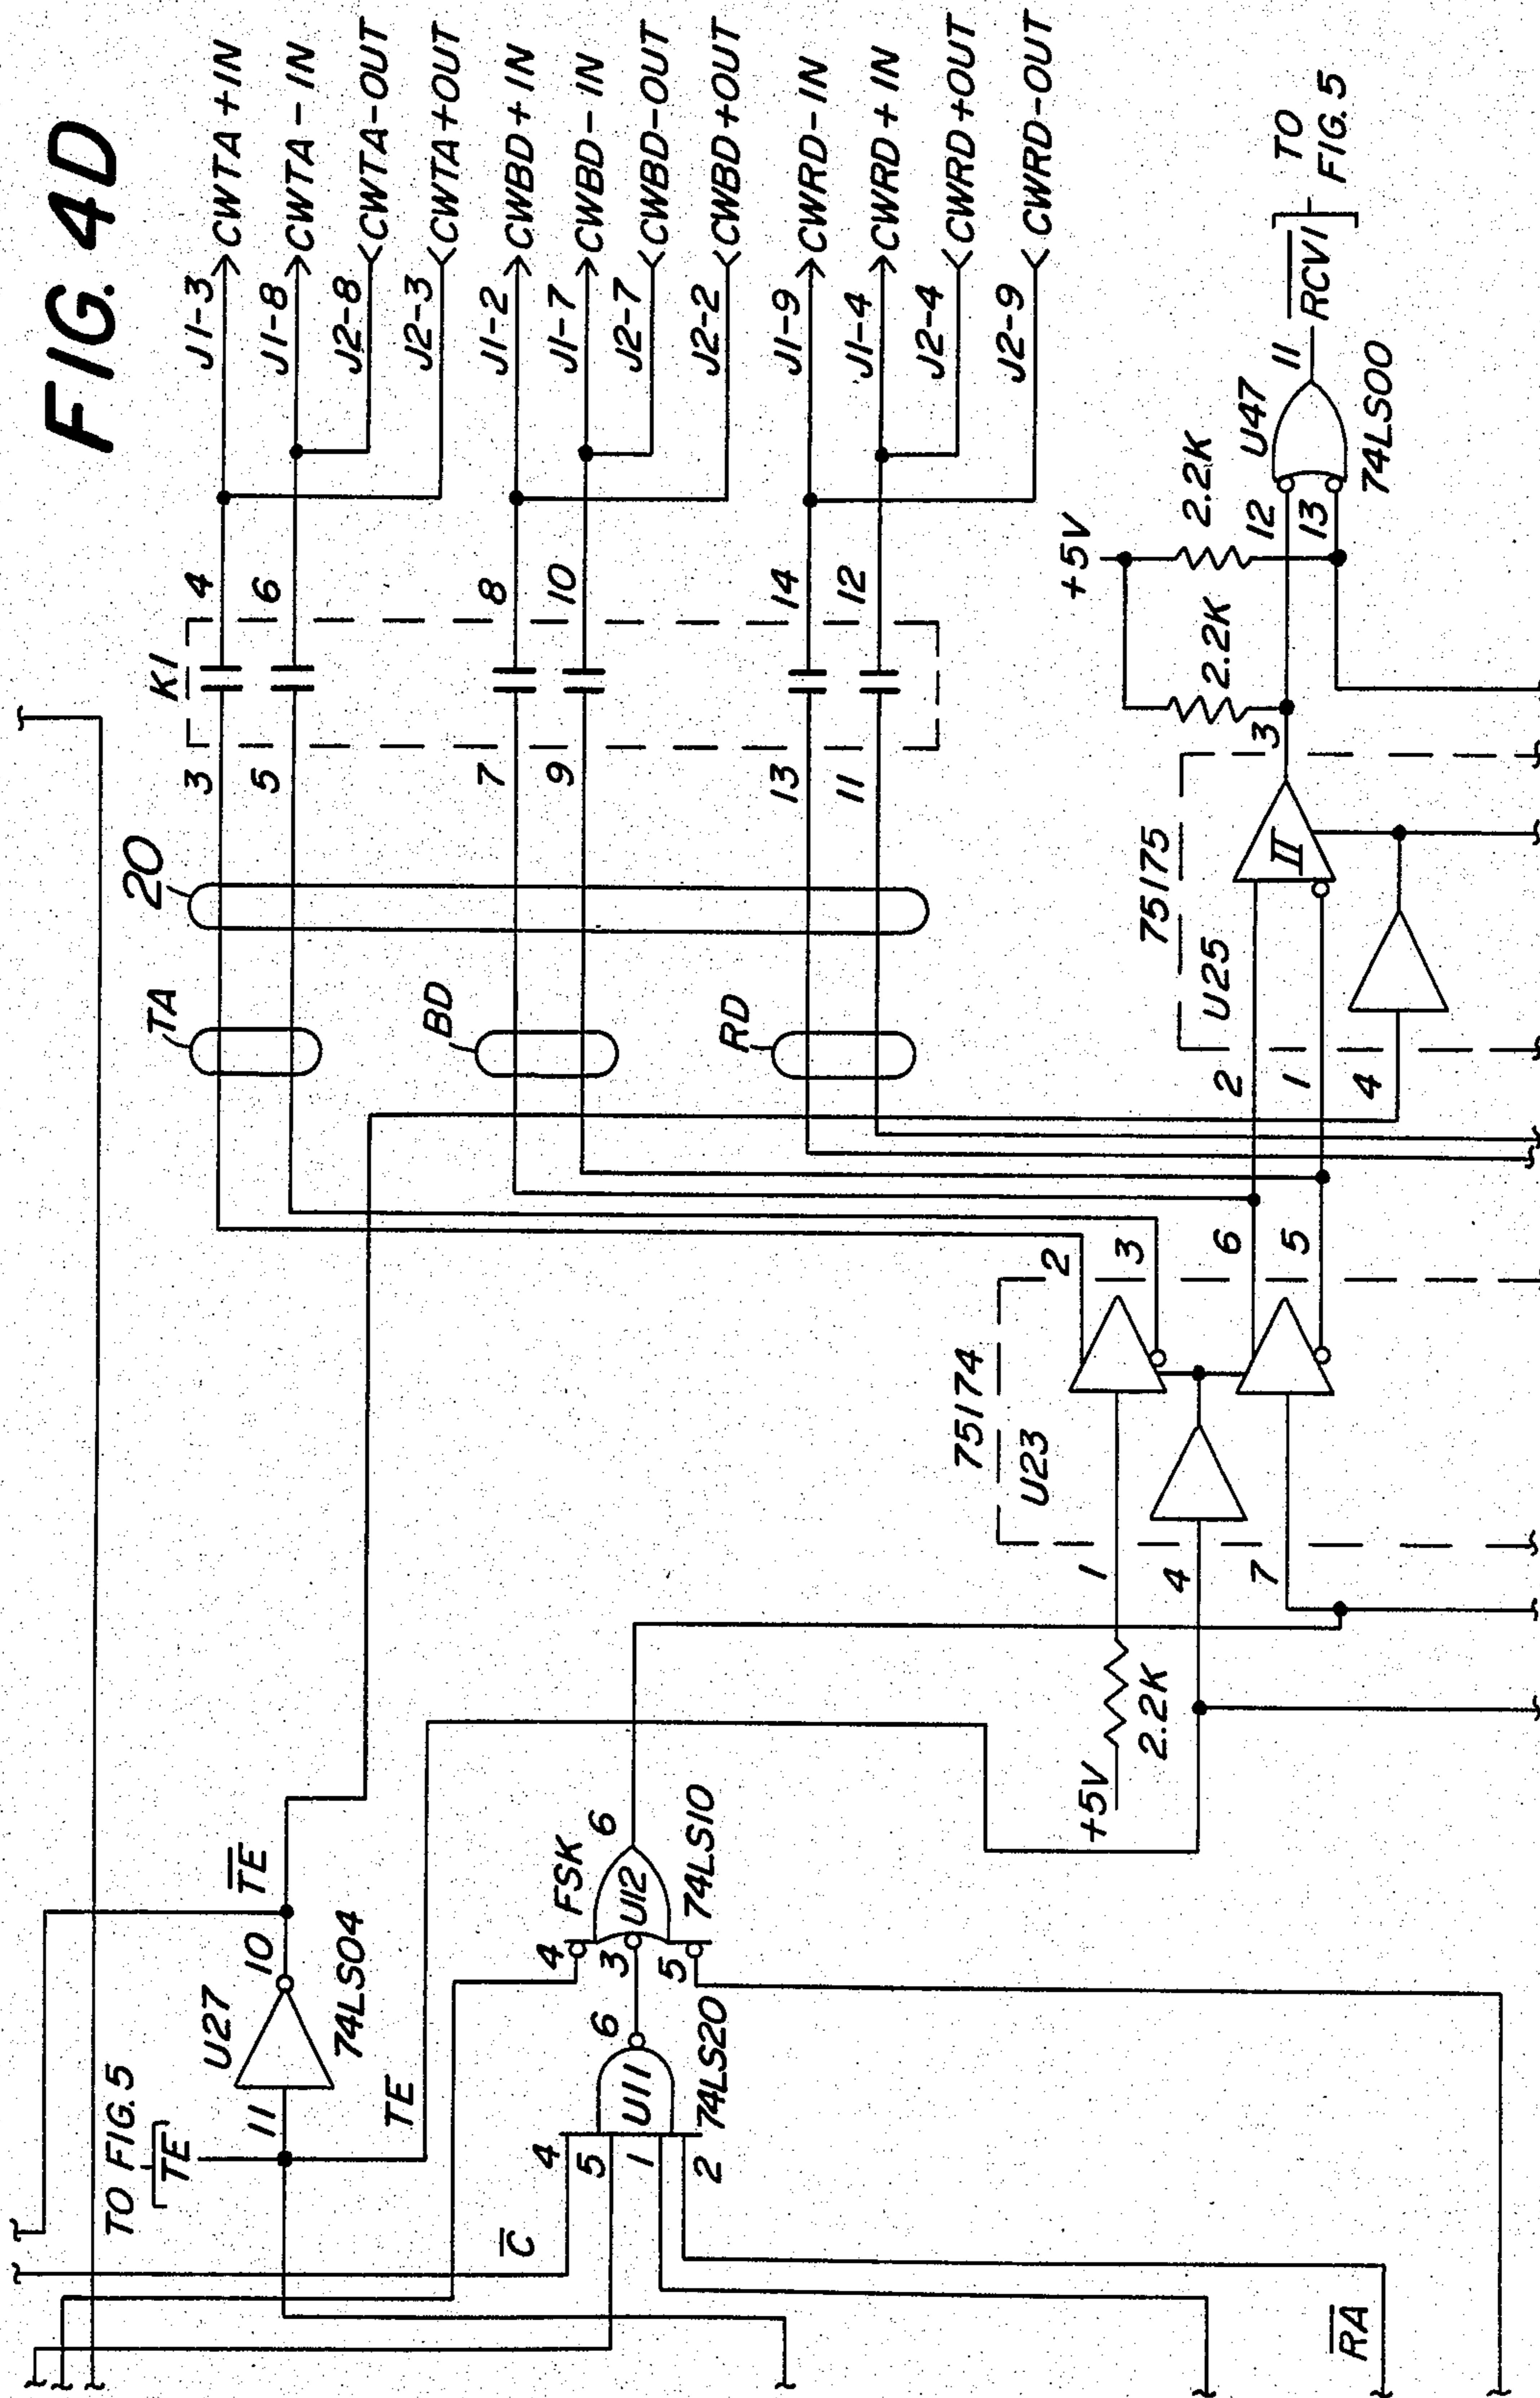 FIG. 4D
J1-3 CWTA+IN
J1-8 CWTA-IN
J2-8 CWTA-OUT
J2-3 CWTA+OUT
J1-2 CWBD+IN
J1-7 CWBD-IN
J2-7 CWBD-OUT
J2-2 CWBD+OUT
J1-9 CWRD-IN
J1-4 CWRD+IN
J2-4 CWRD+OUT
J2-9 CWRD-OUT
K1
3 4
5 6
7 8
9 10
13 14
11 12
20
TA
BD
RD
TO FIG. 5
TE
11
U27
10
74LS04
T̅E̅
TE
C̅
4
5
1
2
U11
6
74LS20
4
3
5
FSK
U12
6
74LS10
R̅A̅
+5V
2.2K
1
4
7
75174
U23
2
3
6
5
2
1
4
75175
U25
II
3
+5V
2.2K
2.2K
12
13
U47
11
74LS00
R̅C̅V̅1̅
TO
FIG. 5